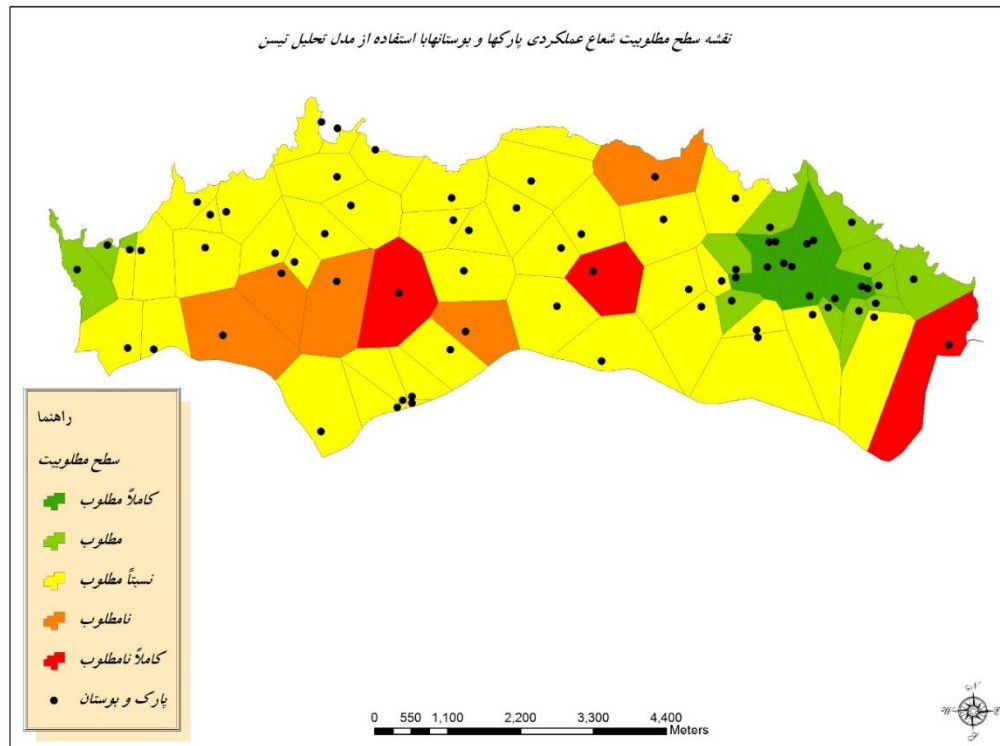 نقشه سطح مطلوبیت شعاع عملکردی پارکها و بوستانهابا استفاده از مدل تحلیل تیسن
راهنما
سطح مطلوبیت
کاملاً مطلوب
مطلوب
نسبتاً مطلوب
نامطلوب
کاملاً نامطلوب
پارک و بوستان
0 550 1,100 2,200 3,300 4,400
Meters
N
W E
S